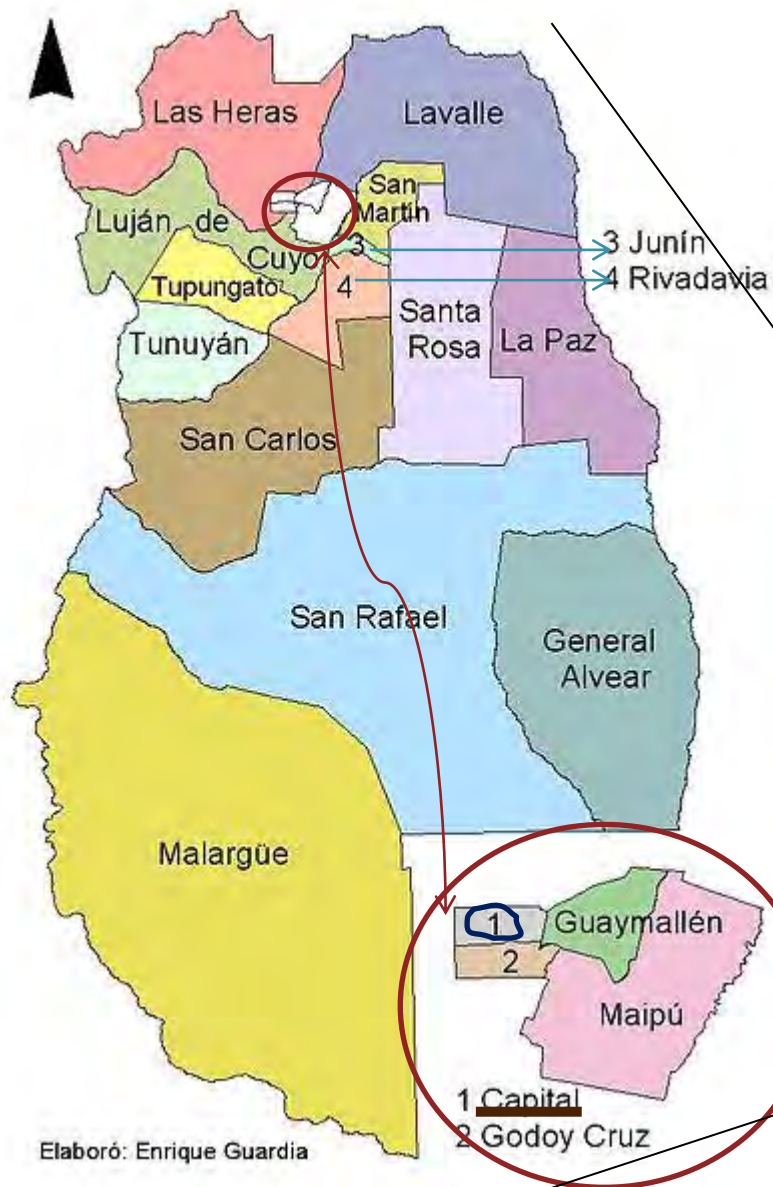 Las Heras
Lavalle
San
Martín
Luján de
Cuyo
3
3 Junín
4
4 Rivadavia
Tupungato
Tunuyán
Santa
Rosa
La Paz
San Carlos
San Rafael
General
Alvear
Malargüe
1
Guaymallén
2
Maipú
1 Capital
2 Godoy Cruz
Elaboró: Enrique Guardia